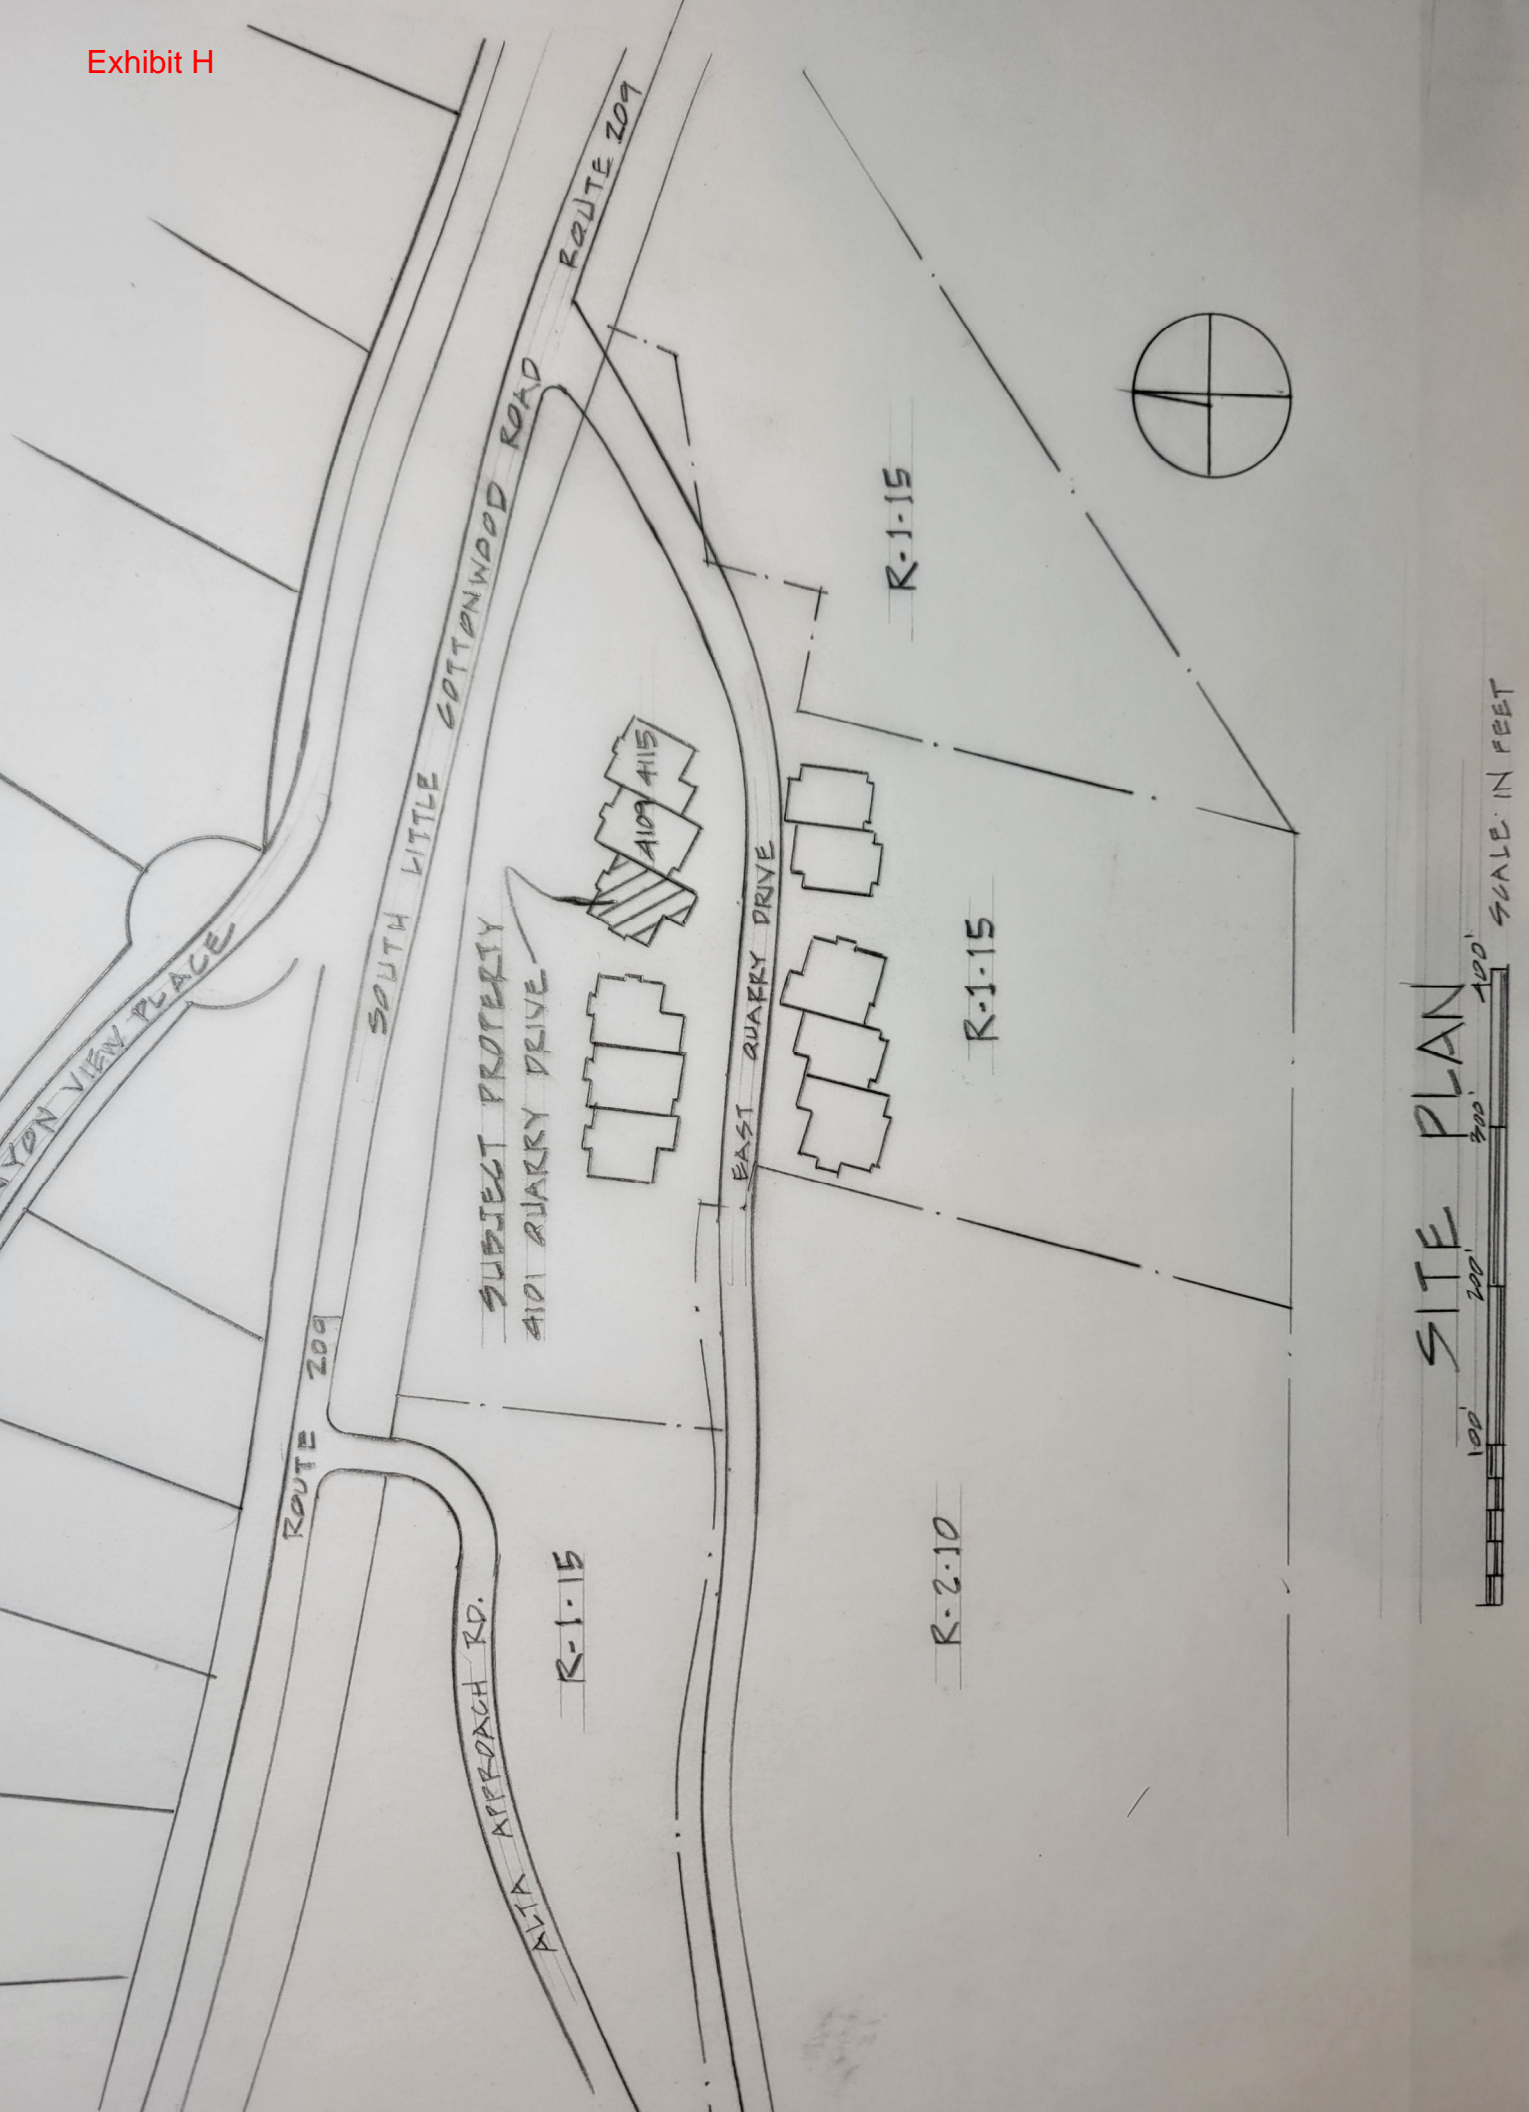 Exhibit H
ROUTE 209
SOUTH LITTLE COTTONWOOD ROAD
ROUTE 209
VIEW PLACE
SUBJECT PROPERTY
4101 QUARRY DRIVE
4109
4115
EAST QUARRY DRIVE
ALTA APPROACH RD.
R-1-15
R-2-10
R-1-15
R-1-15
SITE PLAN
100'
200'
300'
400'
SCALE: IN FEET